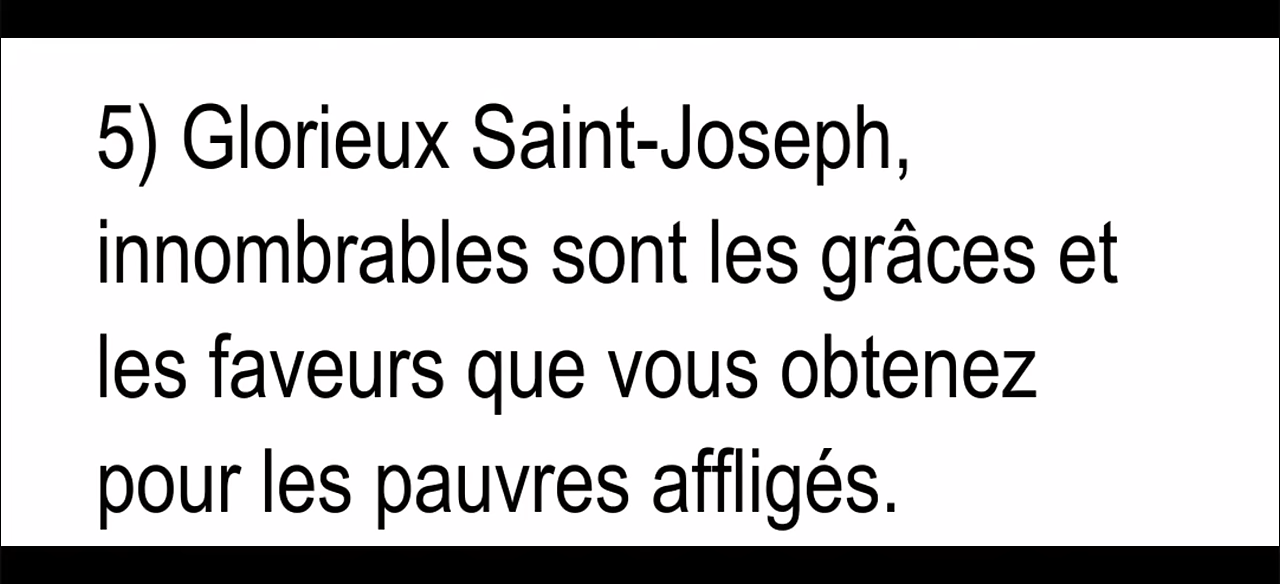 5) Glorieux Saint-Joseph,
innombrables sont les grâces et
les faveurs que vous obtenez
pour les pauvres affligés.